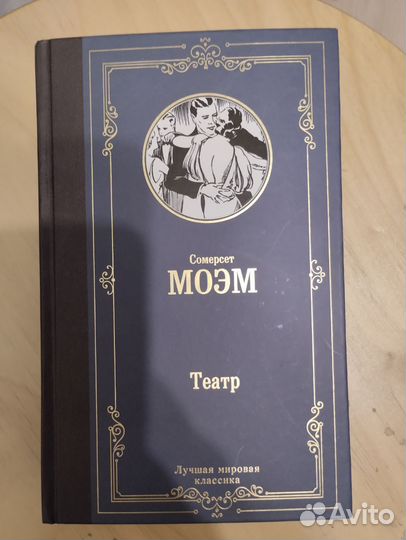 Сомерсет
МОЭМ
Театр
Лучшая мировая
классика
Avito